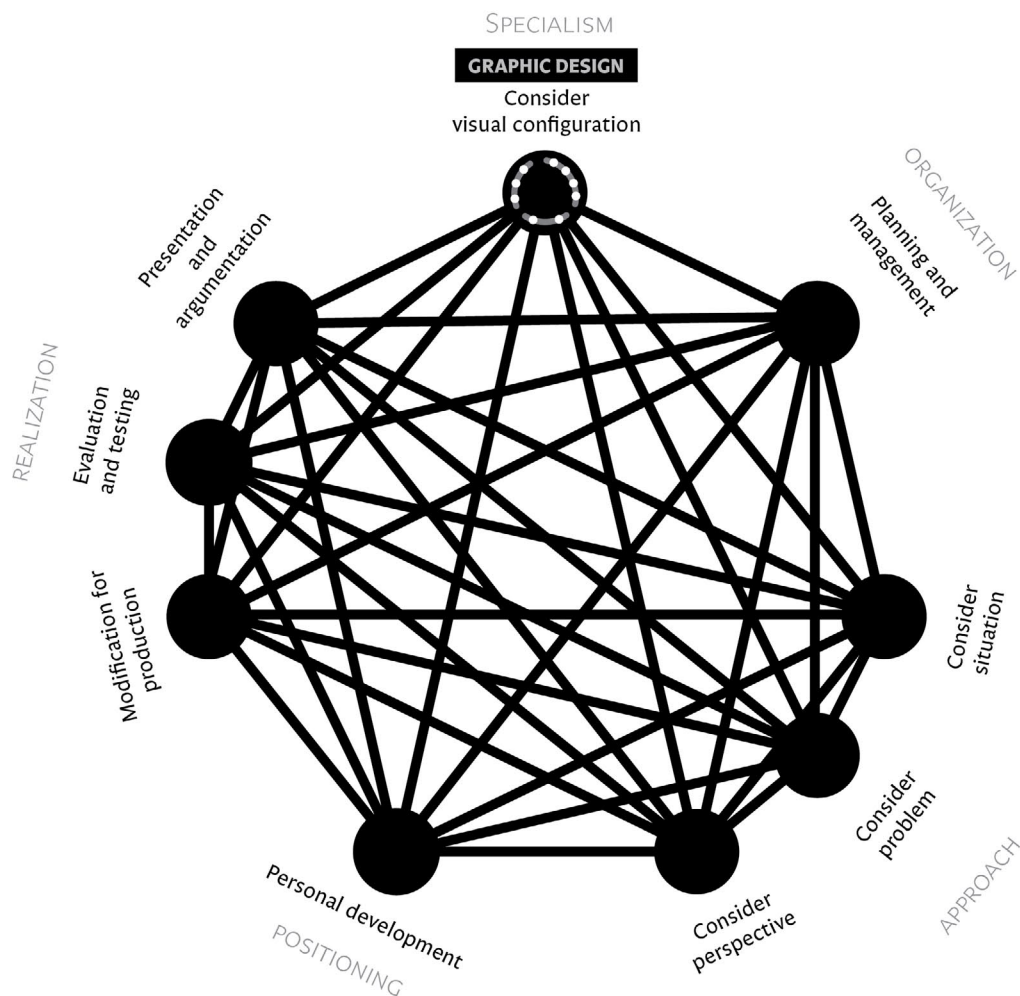 SPECIALISM
GRAPHIC DESIGN
Consider
visual configuration
ORGANIZATION
Planning and
management
Consider
situation
Consider
problem
APPROACH
Consider
perspective
Personal development
POSITIONING
Modification for
production
Evaluation
and testing
REALIZATION
Presentation
and
argumentation